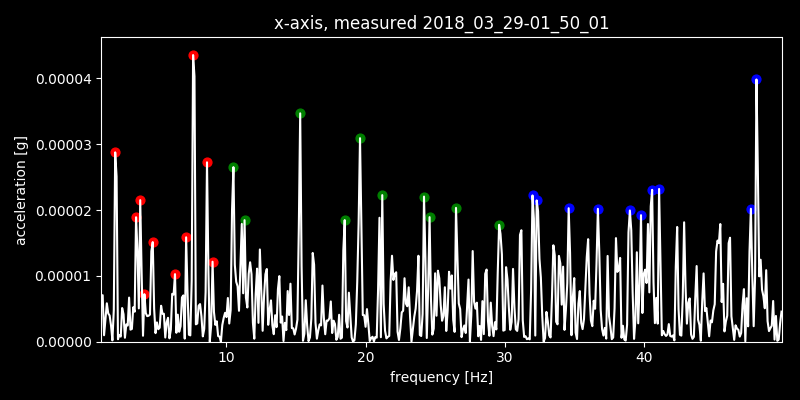 x-axis, measured 2018_03_29-01_50_01
acceleration [g]
0.00004
0.00003
0.00002
0.00001
0.00000
10 20 30 40
frequency [Hz]